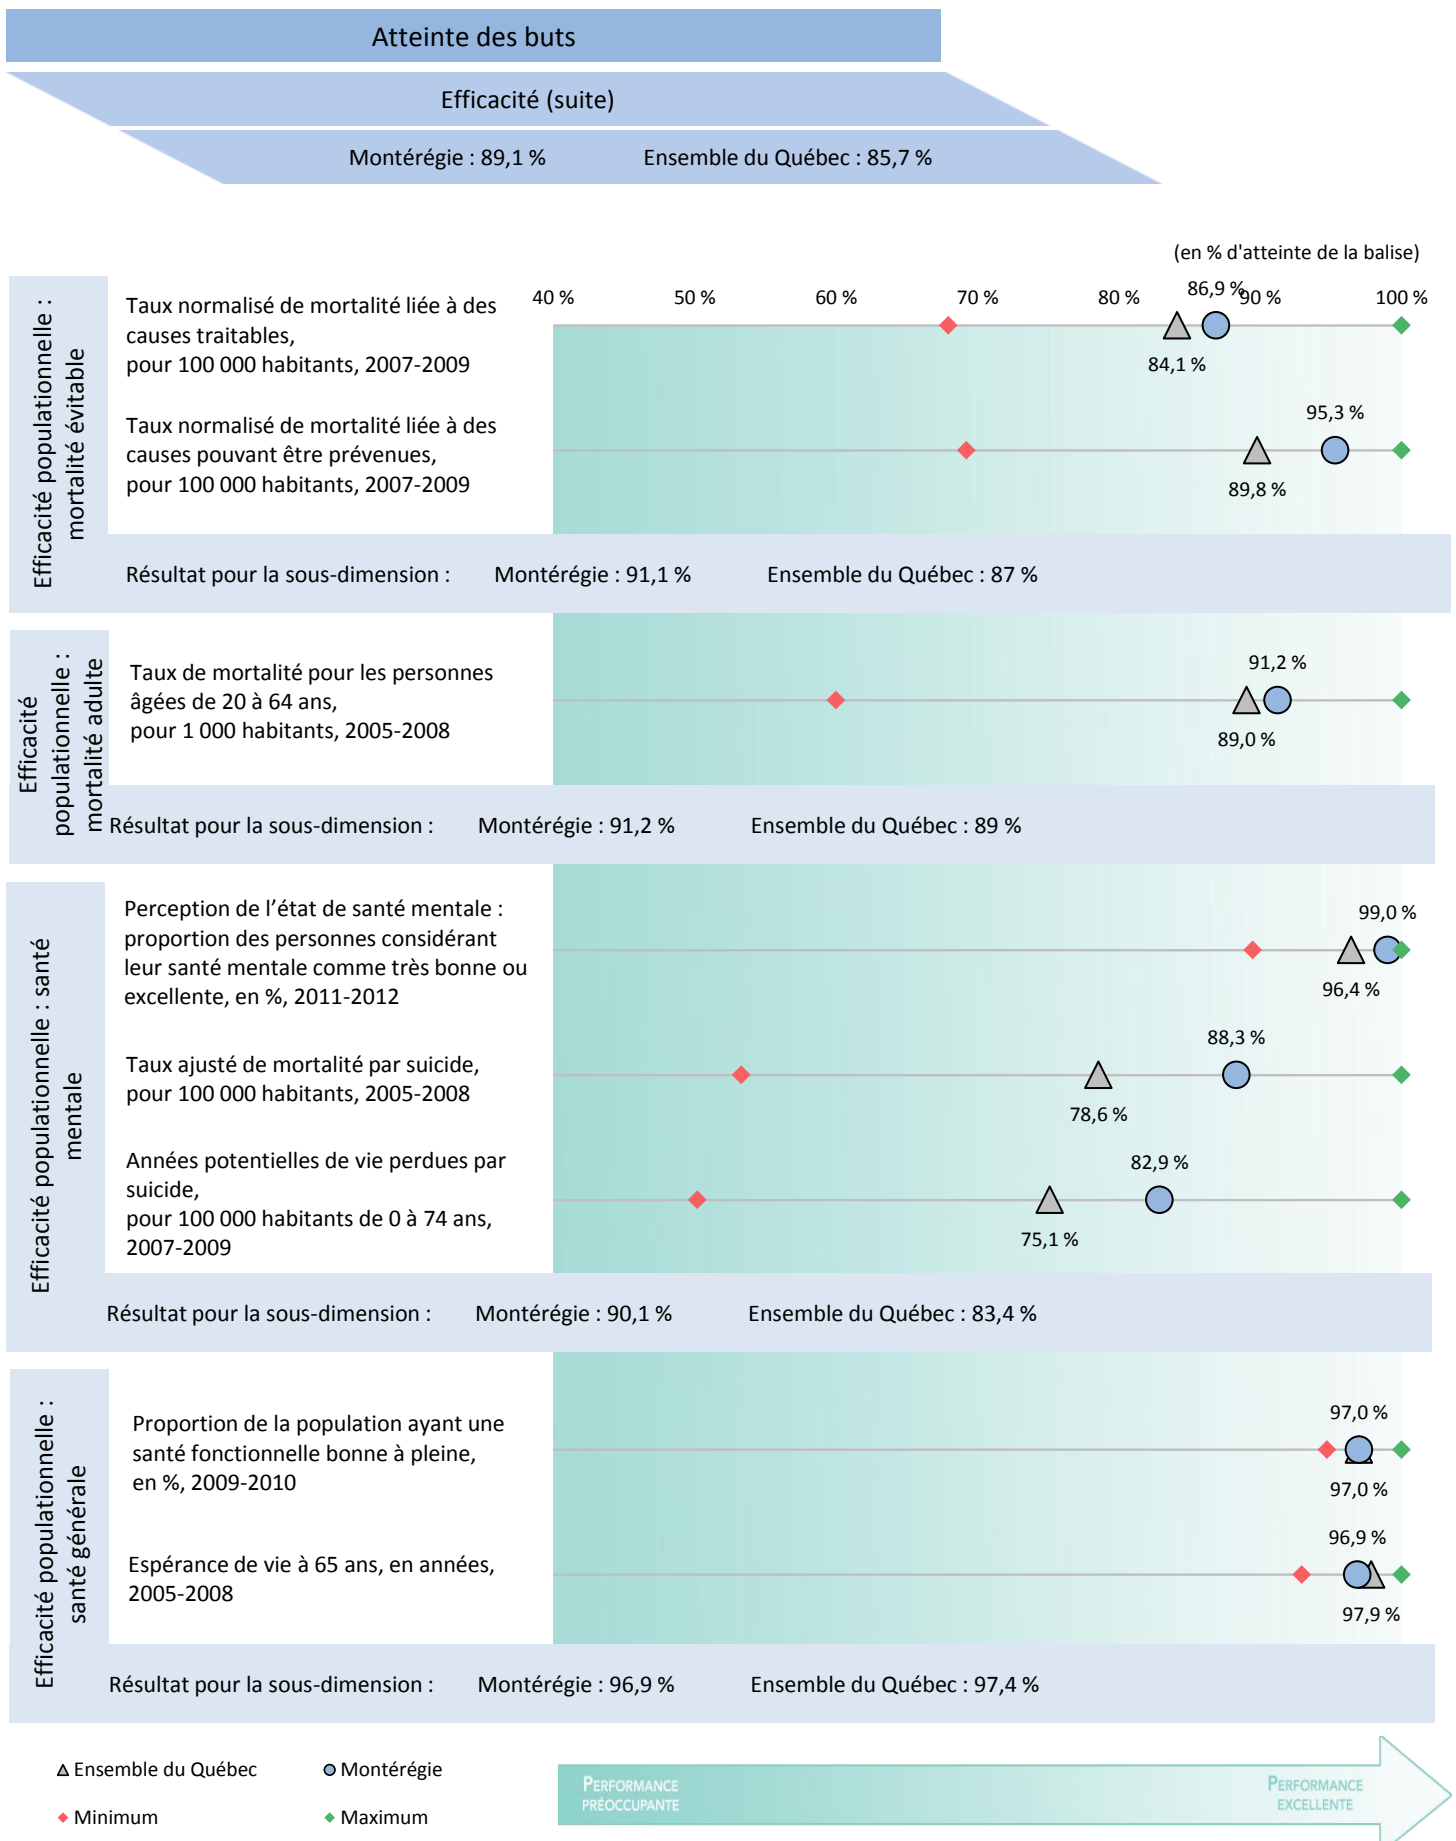 Atteinte des buts
Efficacité (suite)
Montérégie : 89,1 % Ensemble du Québec : 85,7 %
(en % d'atteinte de la balise)
40 % 50 % 60 % 70 % 80 % 90 % 100 %
Efficacité populationnelle :
mortalité évitable
Taux normalisé de mortalité liée à des
causes traitables,
pour 100 000 habitants, 2007-2009
86,9 %
84,1 %
Taux normalisé de mortalité liée à des
causes pouvant être prévenues,
pour 100 000 habitants, 2007-2009
95,3 %
89,8 %
Résultat pour la sous-dimension : Montérégie : 91,1 % Ensemble du Québec : 87 %
Efficacité
populationnelle :
mortalité adulte
Taux de mortalité pour les personnes
âgées de 20 à 64 ans,
pour 1 000 habitants, 2005-2008
91,2 %
89,0 %
Résultat pour la sous-dimension : Montérégie : 91,2 % Ensemble du Québec : 89 %
Efficacité populationnelle : santé
mentale
Perception de l’état de santé mentale :
proportion des personnes considérant
leur santé mentale comme très bonne ou
excellente, en %, 2011-2012
99,0 %
96,4 %
Taux ajusté de mortalité par suicide,
pour 100 000 habitants, 2005-2008
88,3 %
78,6 %
Années potentielles de vie perdues par
suicide,
pour 100 000 habitants de 0 à 74 ans,
2007-2009
82,9 %
75,1 %
Résultat pour la sous-dimension : Montérégie : 90,1 % Ensemble du Québec : 83,4 %
Efficacité populationnelle :
santé générale
Proportion de la population ayant une
santé fonctionnelle bonne à pleine,
en %, 2009-2010
97,0 %
97,0 %
Espérance de vie à 65 ans, en années,
2005-2008
96,9 %
97,9 %
Résultat pour la sous-dimension : Montérégie : 96,9 % Ensemble du Québec : 97,4 %
Ensemble du Québec Montérégie
Minimum Maximum
PERFORMANCE
PRÉOCCUPANTE
PERFORMANCE
EXCELLENTE